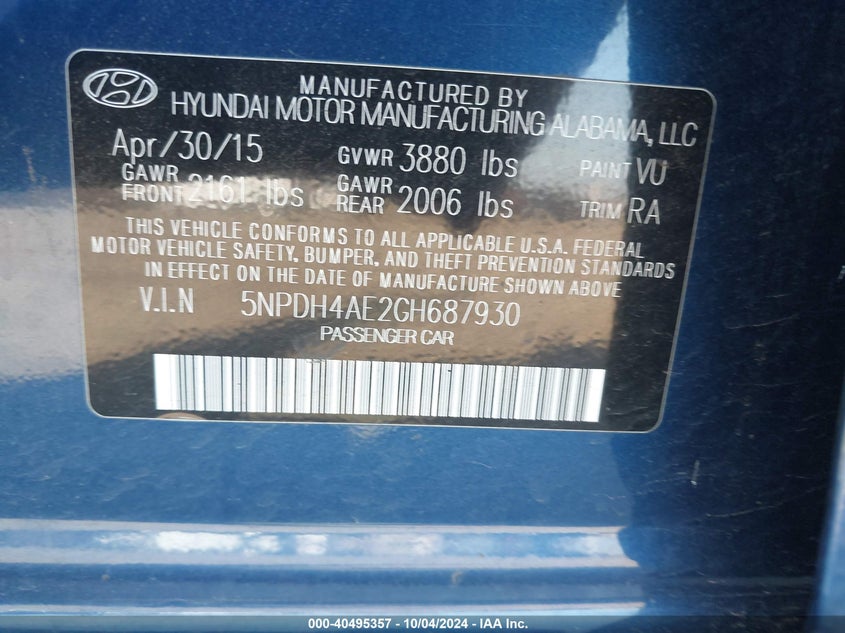 MANUFACTURED BY
HYUNDAI MOTOR MANUFACTURING ALABAMA, LLC
Apr/30/15 GVWR 3880 lbs PAINT VU
GAWR FRONT 2161 lbs GAWR REAR 2006 lbs TRIM RA
THIS VEHICLE CONFORMS TO ALL APPLICABLE U.S.A. FEDERAL
MOTOR VEHICLE SAFETY, BUMPER, AND THEFT PREVENTION STANDARDS
IN EFFECT ON THE DATE OF MANUFACTURE SHOWN ABOVE.
V.I.N 5NPDH4AE2GH687930
PASSENGER CAR
000-40495357 - 10/04/2024 - IAA Inc.